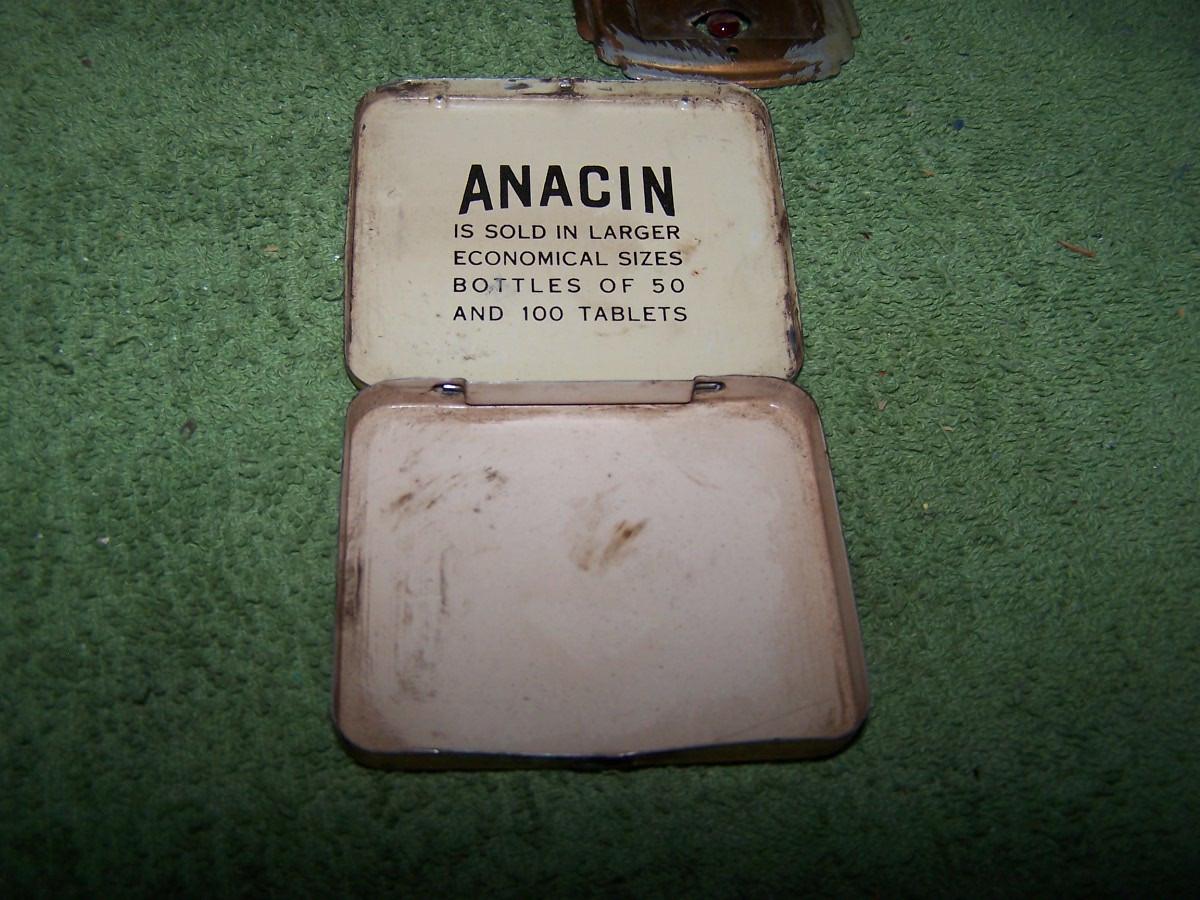 ANACIN
IS SOLD IN LARGER
ECONOMICAL SIZES
BOTTLES OF 50
AND 100 TABLETS